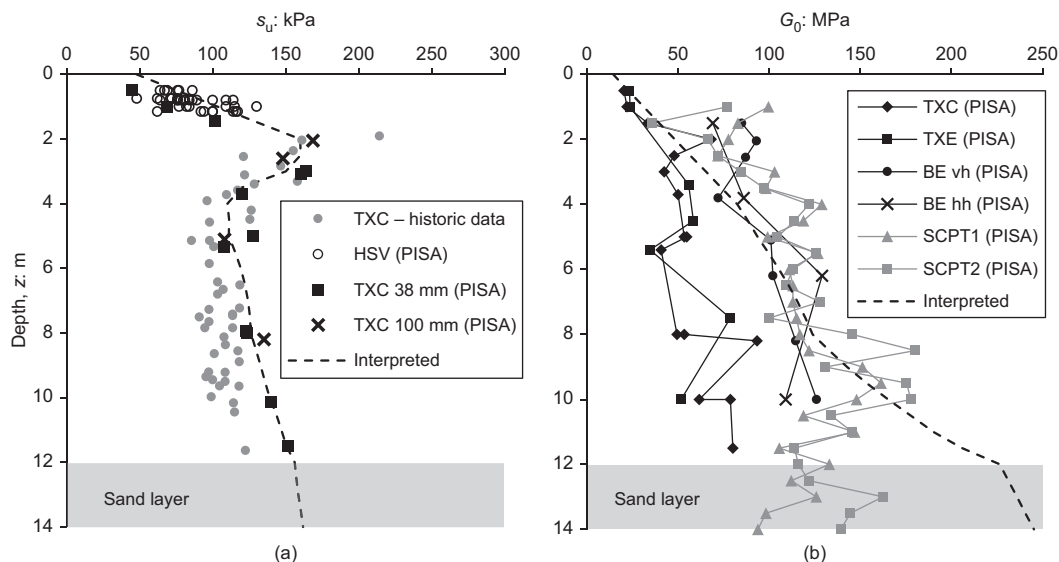 s_u: kPa
0 50 100 150 200 250 300
0
2
4
6
8
10
12
14
Depth, z: m
TXC – historic data
HSV (PISA)
TXC 38 mm (PISA)
TXC 100 mm (PISA)
Interpreted
Sand layer
(a)
G_0: MPa
0 50 100 150 200 250
0
2
4
6
8
10
12
14
TXC (PISA)
TXE (PISA)
BE vh (PISA)
BE hh (PISA)
SCPT1 (PISA)
SCPT2 (PISA)
Interpreted
Sand layer
(b)